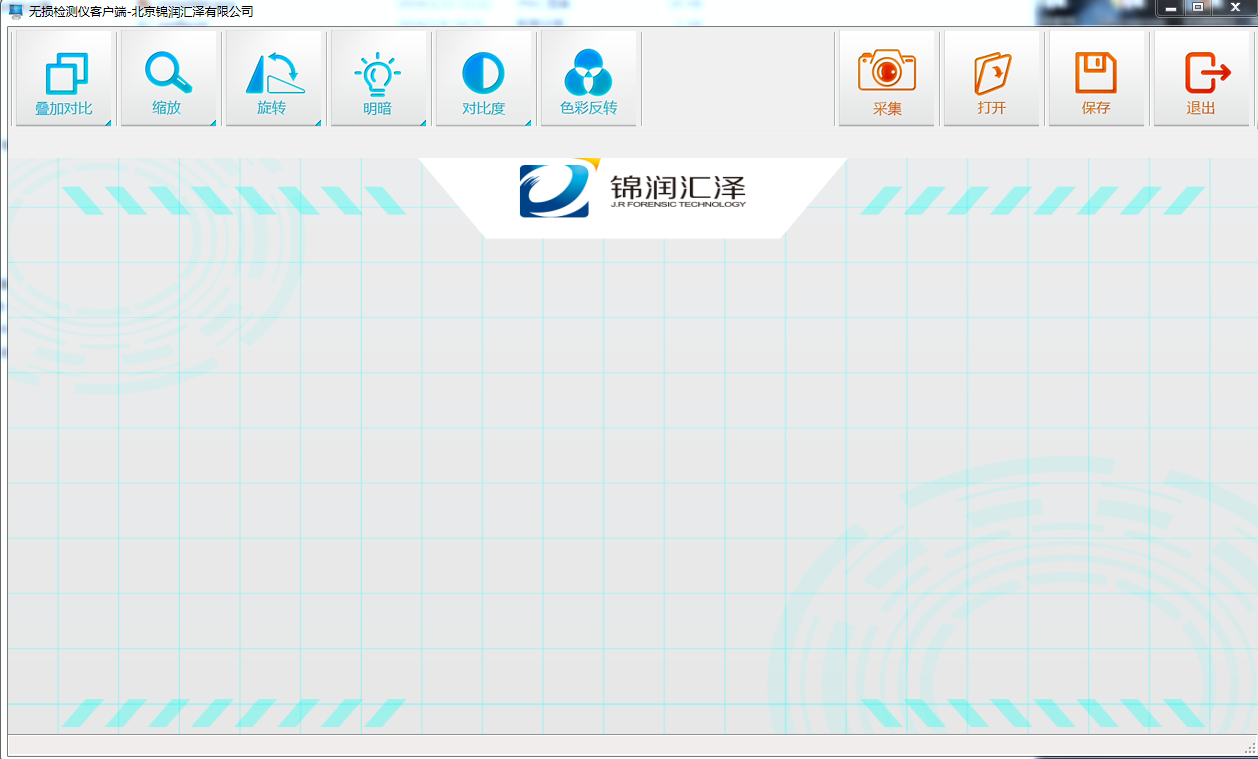 无损检测仪客户端-北京锦润汇泽有限公司
叠加对比
缩放
旋转
明暗
对比度
色彩反转
采集
打开
保存
退出
锦润汇泽
J.R FORENSIC TECHNOLOGY